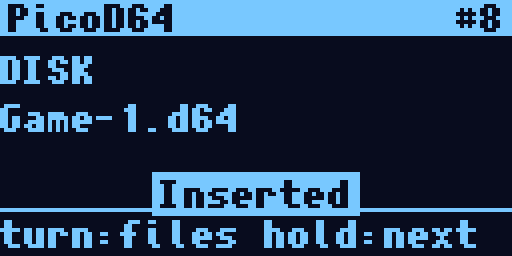 PicoD64 #8
DISK
Game-1.d64
Inserted
turn:files hold:next